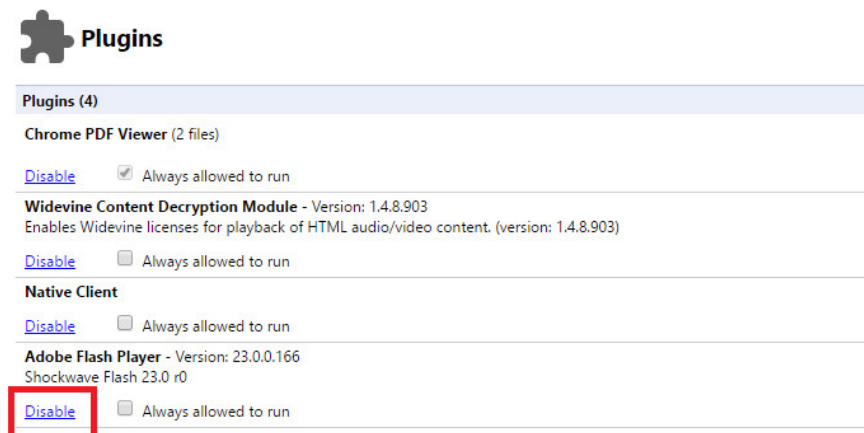 Plugins
Plugins (4)
Chrome PDF Viewer (2 files)
Disable Always allowed to run
Widevine Content Decryption Module - Version: 1.4.8.903
Enables Widevine licenses for playback of HTML audio/video content. (version: 1.4.8.903)
Disable Always allowed to run
Native Client
Disable Always allowed to run
Adobe Flash Player - Version: 23.0.0.166
Shockwave Flash 23.0 r0
Disable Always allowed to run